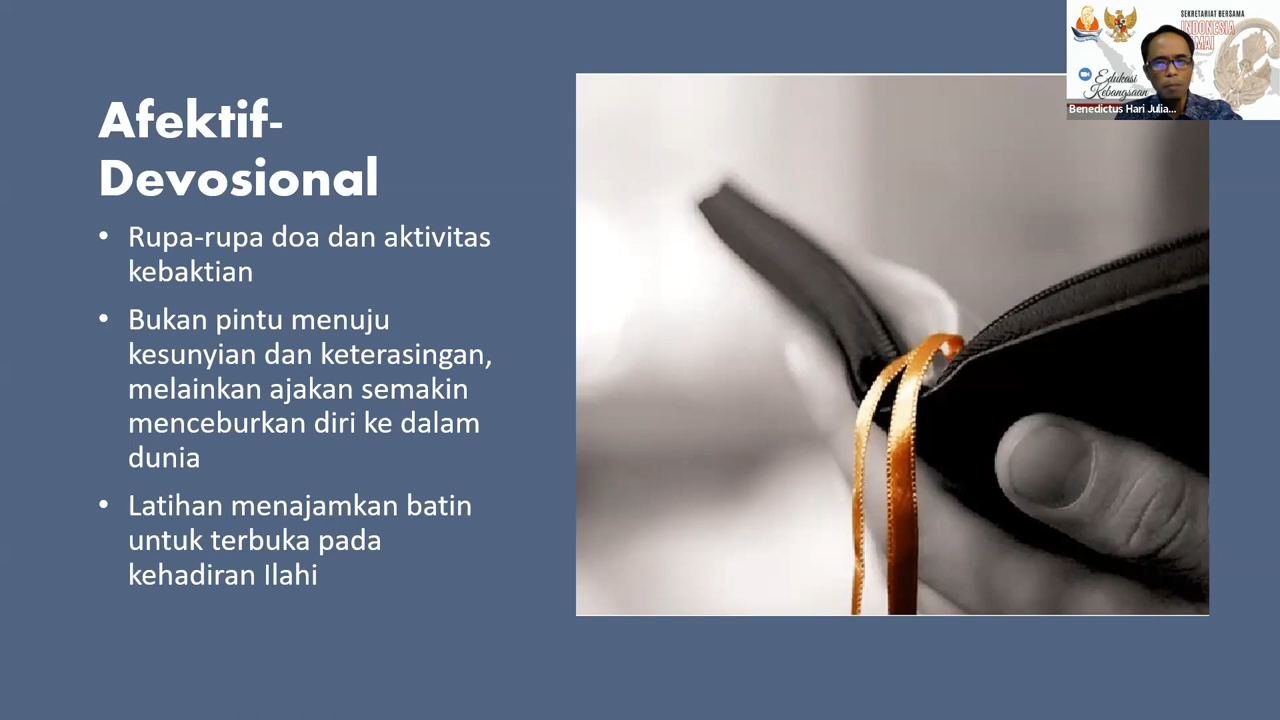 Afektif-
Devosional
• Rupa-rupa doa dan aktivitas
kebaktian
• Bukan pintu menuju
kesunyian dan keterasingan,
melainkan ajakan semakin
menceburkan diri ke dalam
dunia
• Latihan menajamkan batin
untuk terbuka pada
kehadiran Ilahi
SEKRETARIAT BERSAMA
INDONESIA
Edukasi
Kebangsaan
Benedictus Hari Julia...